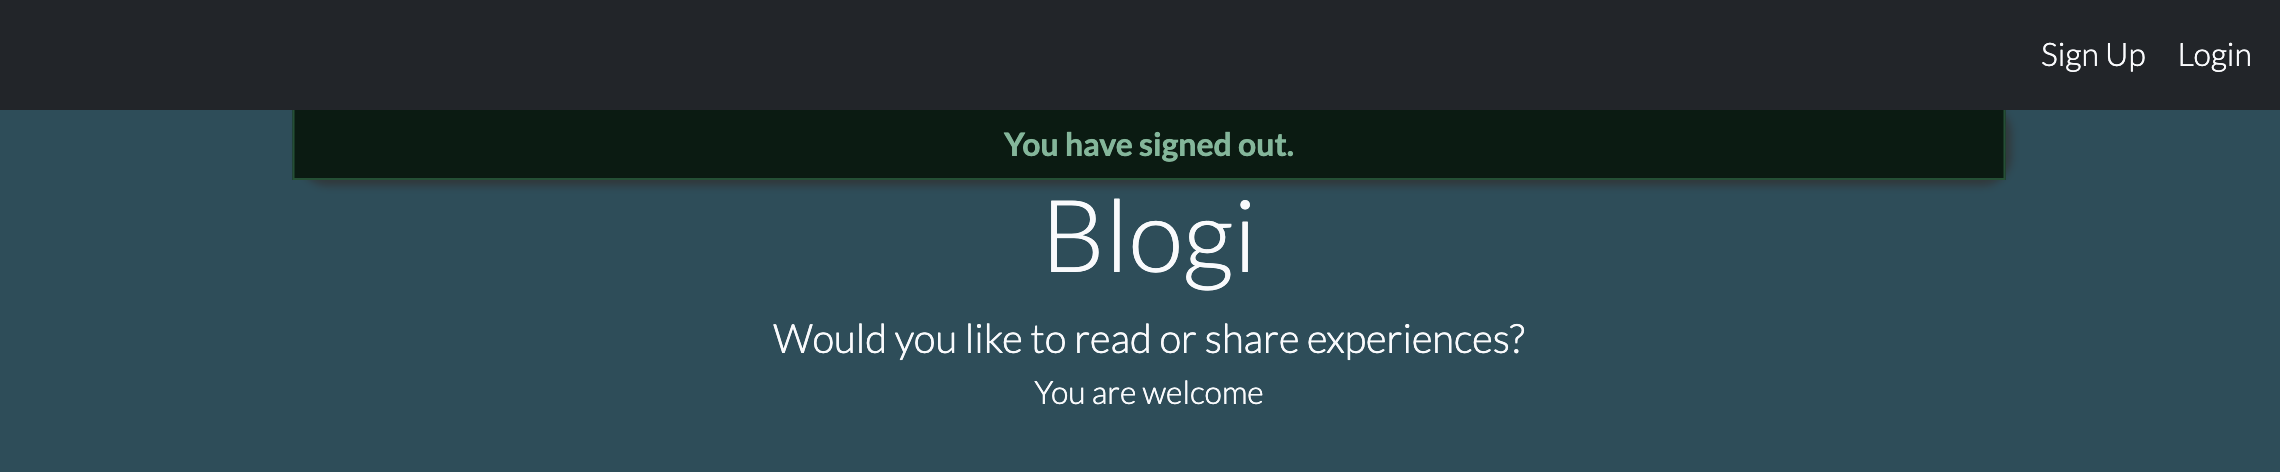 Sign Up Login
You have signed out.
Blogi
Would you like to read or share experiences?
You are welcome